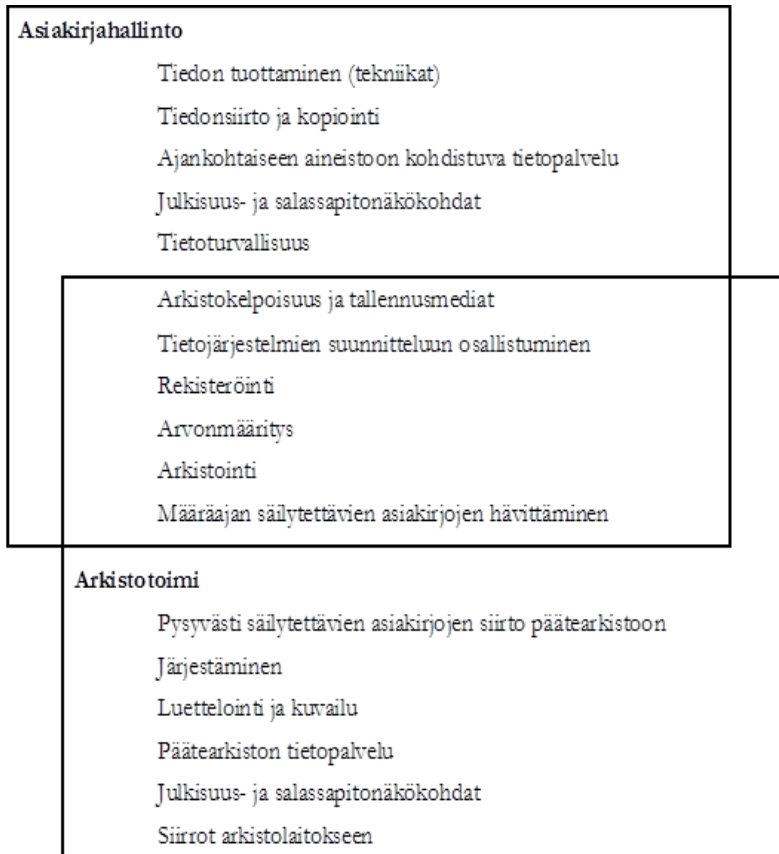 Asiakirjahallinto
Tiedon tuottaminen (tekniikat)
Tiedonsiirto ja kopiointi
Ajankohtaiseen aineistoon kohdistuva tietopalvelu
Julkisuus- ja salassapitonäkökohdat
Tietoturvallisuus
Arkistokelpoisuus ja tallennusmediat
Tietojärjestelmien suunnitteluun osallistuminen
Rekisteröinti
Arvonmääritys
Arkistointi
Määräajan säilytettävien asiakirjojen hävittäminen
Arkistotoimi
Pysyvästi säilytettävien asiakirjojen siirto päätearkistoon
Järjestäminen
Luettelointi ja kuvailu
Päätearkiston tietopalvelu
Julkisuus- ja salassapitonäkökohdat
Siirrot arkistolaitokseen